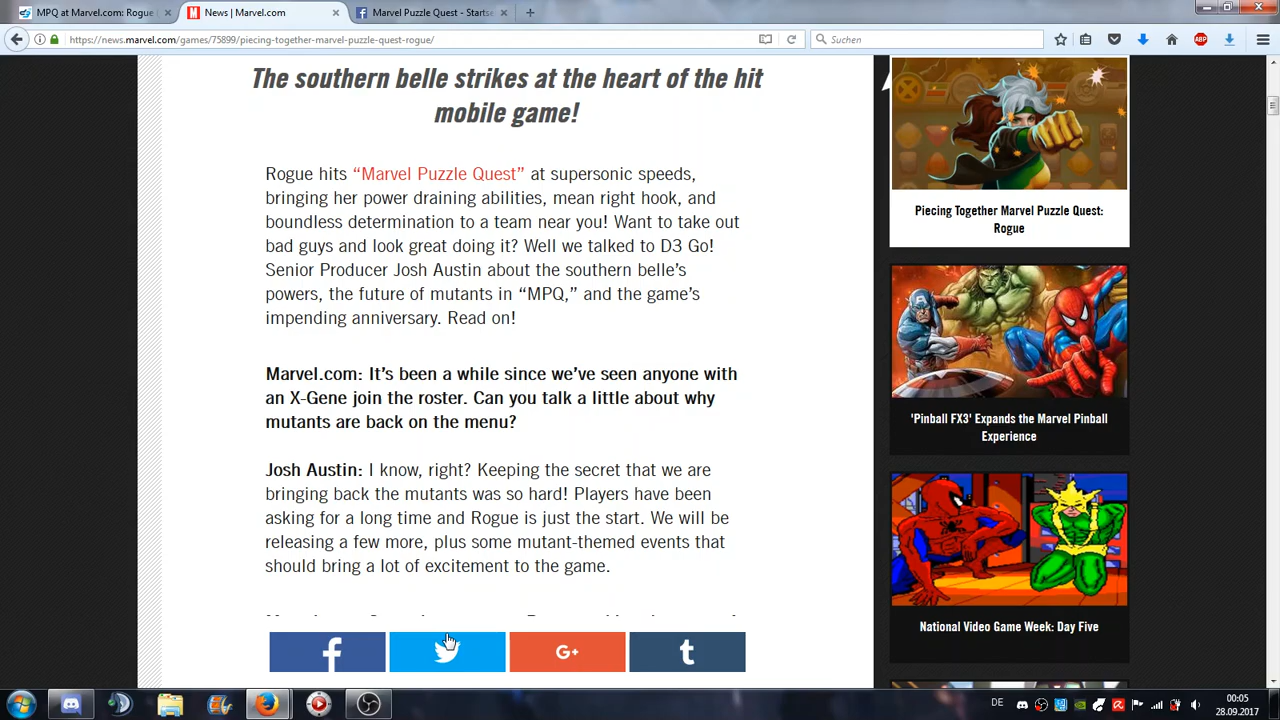 MPQ at Marvel.com: Rogue
News | Marvel.com
Marvel Puzzle Quest - Startse
https://news.marvel.com/games/75899/piecing-together-marvel-puzzle-quest-rogue/
Suchen
ABP
The southern belle strikes at the heart of the hit
mobile game!
Rogue hits “Marvel Puzzle Quest” at supersonic speeds,
bringing her power draining abilities, mean right hook, and
boundless determination to a team near you! Want to take out
bad guys and look great doing it? Well we talked to D3 Go!
Senior Producer Josh Austin about the southern belle’s
powers, the future of mutants in “MPQ,” and the game’s
impending anniversary. Read on!
Marvel.com: It’s been a while since we’ve seen anyone with
an X-Gene join the roster. Can you talk a little about why
mutants are back on the menu?
Josh Austin: I know, right? Keeping the secret that we are
bringing back the mutants was so hard! Players have been
asking for a long time and Rogue is just the start. We will be
releasing a few more, plus some mutant-themed events that
should bring a lot of excitement to the game.
f
G+
t
Piecing Together Marvel Puzzle Quest:
Rogue
'Pinball FX3' Expands the Marvel Pinball
Experience
National Video Game Week: Day Five
DE
00:05
28.09.2017